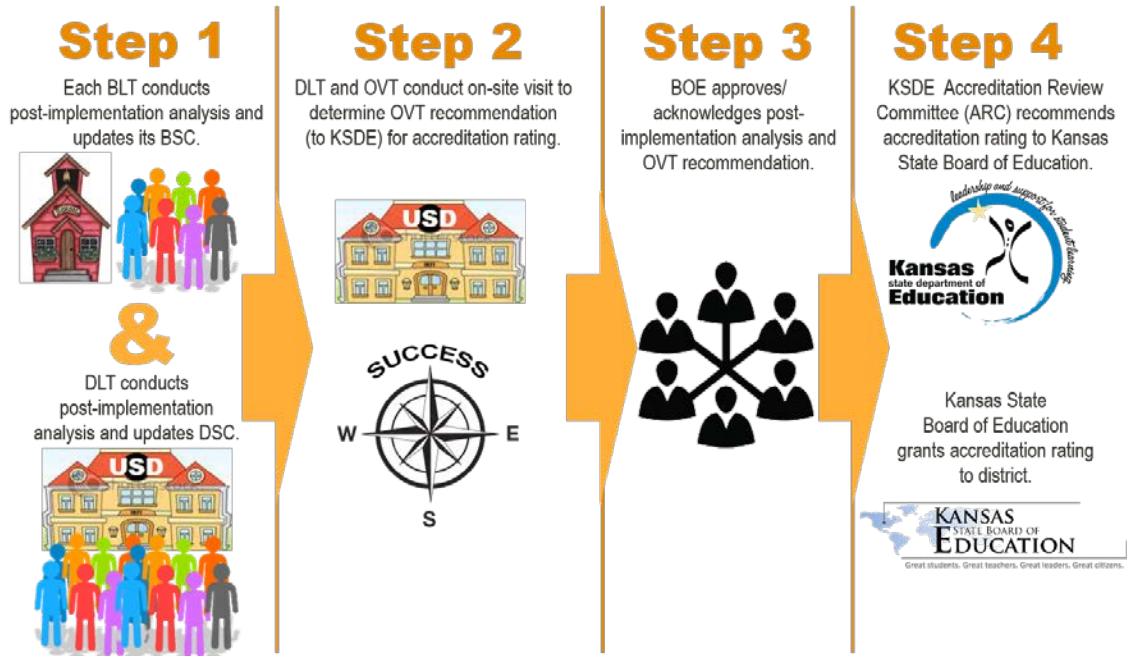 Step 1
Each BLT conducts
post-implementation analysis and
updates its BSC.
&
DLT conducts
post-implementation
analysis and updates DSC.
USD
Step 2
DLT and OVT conduct on-site visit to
determine OVT recommendation
(to KSDE) for accreditation rating.
USD
SUCCESS
W
E
S
Step 3
BOE approves/
acknowledges post-
implementation analysis and
OVT recommendation.
Step 4
KSDE Accreditation Review
Committee (ARC) recommends
accreditation rating to Kansas
State Board of Education.
leadership and support for student learning
Kansas
state department of
Education
Kansas State
Board of Education
grants accreditation rating
to district.
KANSAS
STATE BOARD OF
EDUCATION
Great students. Great teachers. Great leaders. Great citizens.